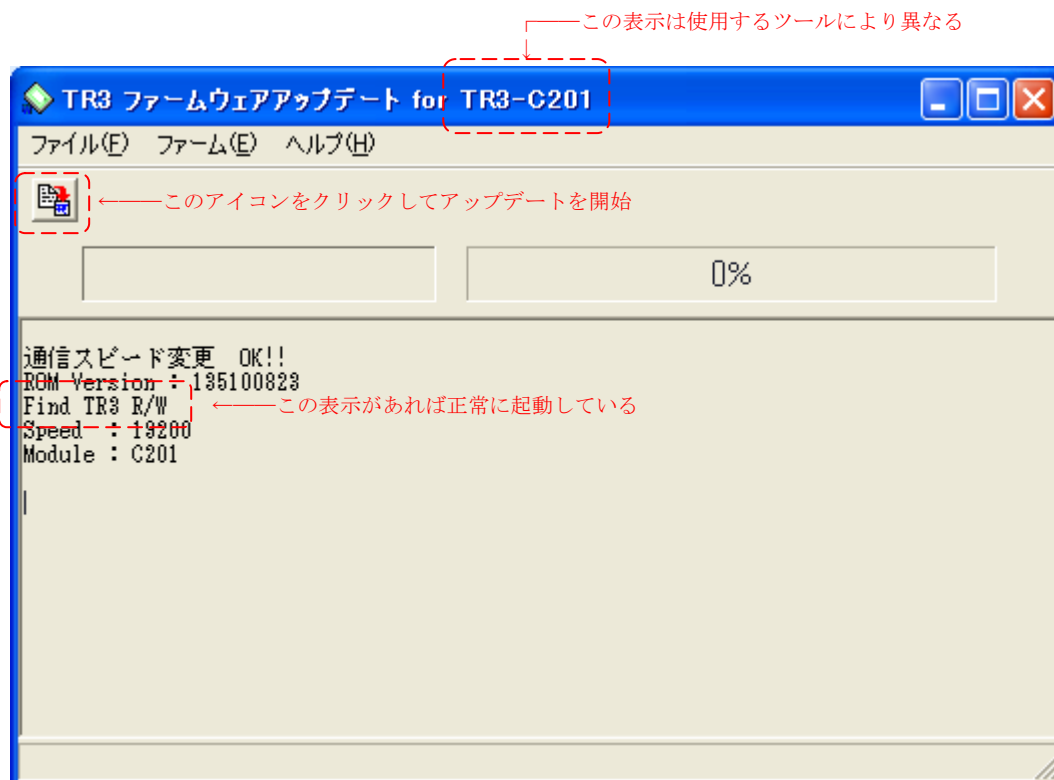 この表示は使用するツールにより異なる
TR3 ファームウェアアップデート for TR3-C201
ファイル(F) ファーム(E) ヘルプ(H)
←――このアイコンをクリックしてアップデートを開始
0%
通信スピード変更 OK!!
ROM Version : 135100823
Find TR3 R/W ←――この表示があれば正常に起動している
Speed : 19200
Module : C201